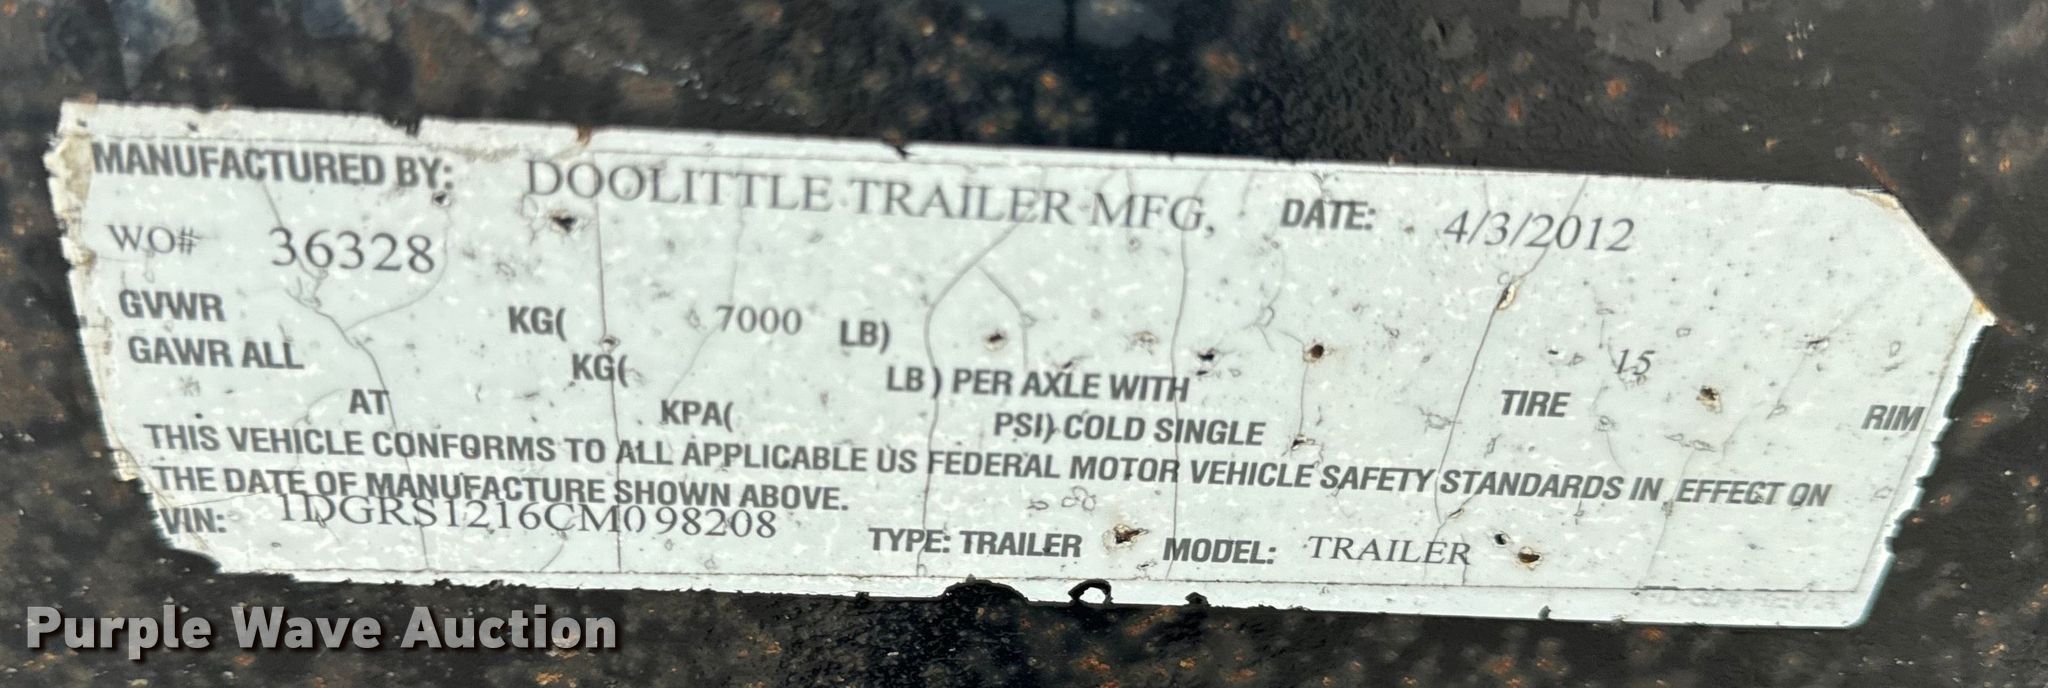 MANUFACTURED BY: DOOLITTLE TRAILER MFG, DATE: 4/3/2012
WO# 36328
GVWR KG( 7000 LB)
GAWR ALL KG( LB ) PER AXLE WITH TIRE 15 RIM
AT KPA( PSI) COLD SINGLE
THIS VEHICLE CONFORMS TO ALL APPLICABLE US FEDERAL MOTOR VEHICLE SAFETY STANDARDS IN EFFECT ON
THE DATE OF MANUFACTURE SHOWN ABOVE.
VIN: 1DGRS1216CM098208 TYPE: TRAILER MODEL: TRAILER
Purple Wave Auction